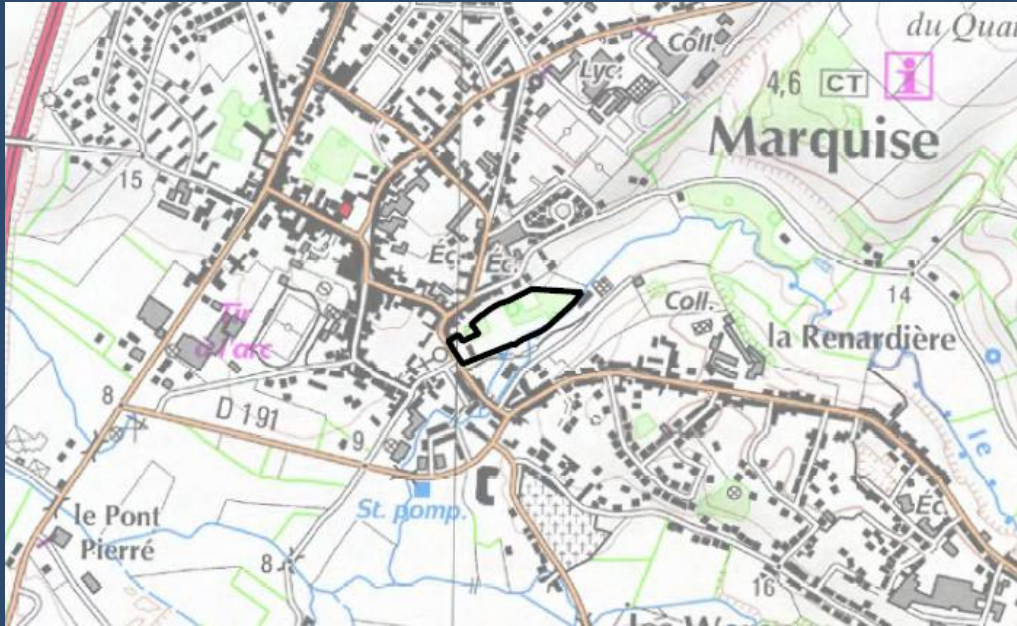 du Qua
Coll.
Lyc.
4,6 CT i
Marquise
15
Éc.
Éc.
14
Coll.
la Renardière
Tir
à l'arc
8
D 191
9
le
St. pomp.
Éc.
le Pont
Pierré
8
16